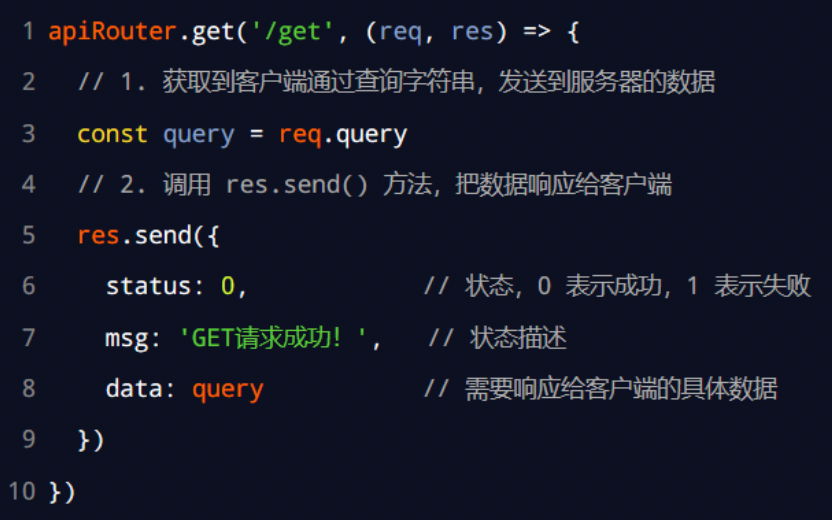 1 apiRouter.get('/get', (req, res) => {
2 // 1. 获取到客户端通过查询字符串，发送到服务器的数据
3 const query = req.query
4 // 2. 调用 res.send() 方法，把数据响应给客户端
5 res.send({
6 status: 0, // 状态，0 表示成功，1 表示失败
7 msg: 'GET请求成功！', // 状态描述
8 data: query // 需要响应给客户端的具体数据
9 })
10 })